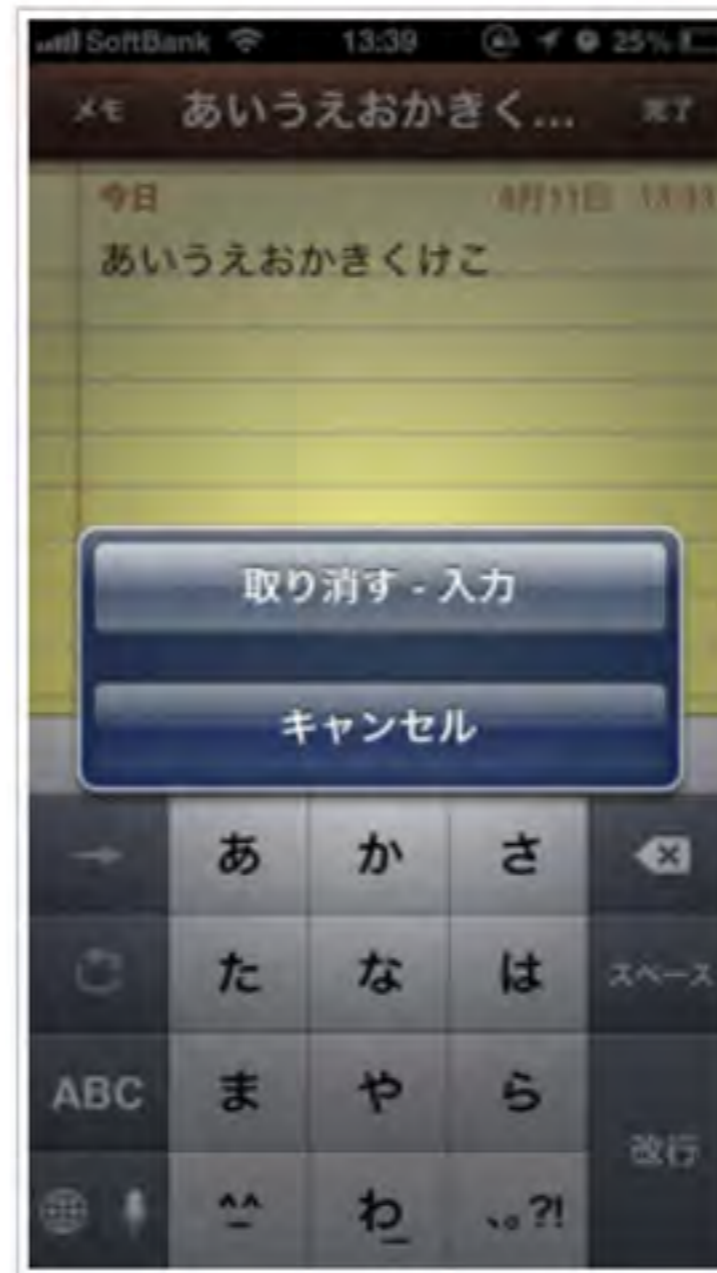 SoftBank 13:39 25%
メモ あいうえおかきく... 完了
今日
あいうえおかきくけこ
取り消す - 入力
キャンセル
→ あ か さ
た な は スペース
ABC ま や ら 改行
^^ わ 、。?!